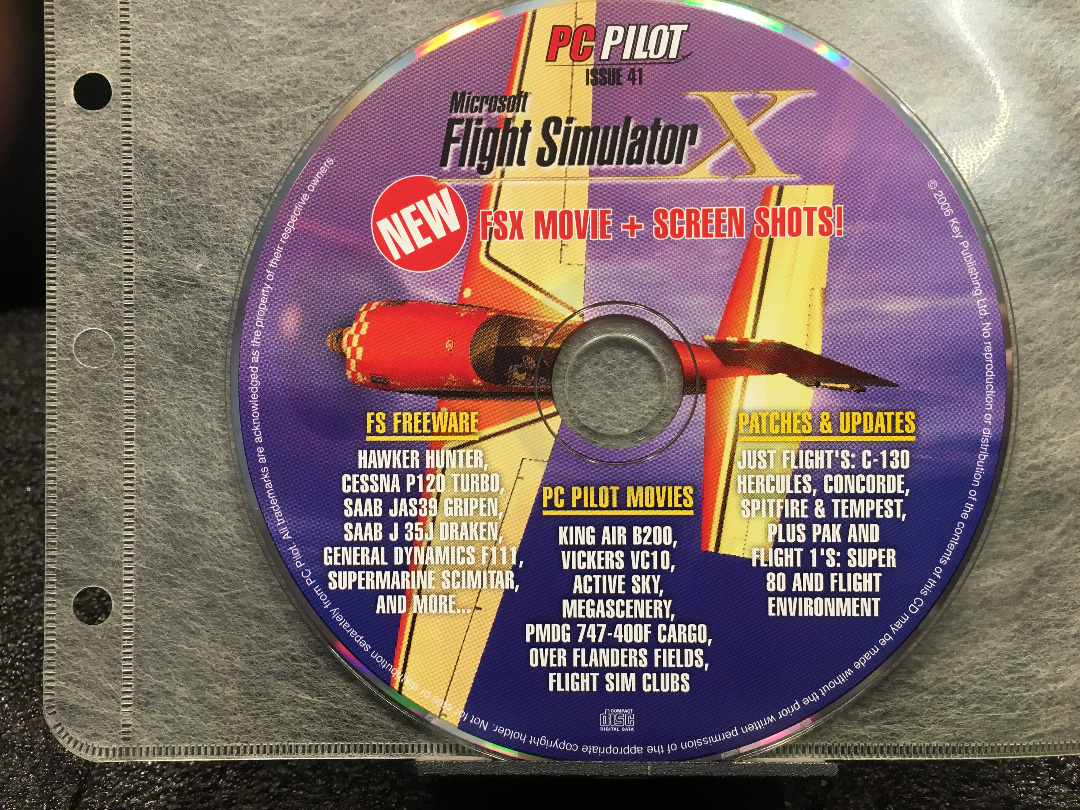 PC PILOT
ISSUE 41
Microsoft
Flight Simulator X
NEW
FSX MOVIE + SCREEN SHOTS!
FS FREEWARE
HAWKER HUNTER,
CESSNA P120 TURBO,
SAAB JAS39 GRIPEN,
SAAB J 35J DRAKEN,
GENERAL DYNAMICS F111,
SUPERMARINE SCIMITAR,
AND MORE...
PC PILOT MOVIES
KING AIR B200,
VICKERS VC10,
ACTIVE SKY,
MEGASCENERY,
PMDG 747-400F CARGO,
OVER FLANDERS FIELDS,
FLIGHT SIM CLUBS
PATCHES & UPDATES
JUST FLIGHT'S: C-130
HERCULES, CONCORDE,
SPITFIRE & TEMPEST,
PLUS PAK AND
FLIGHT 1'S: SUPER
80 AND FLIGHT
ENVIRONMENT
COMPACT
disc
DIGITAL DATA
© 2006 Key Publishing Ltd. No reproduction or distribution of the contents of this CD may be made without the prior written permission of the appropriate copyright holder. Not for sale or distribution separately from PC Pilot. All trademarks are acknowledged as the property of their respective owners.